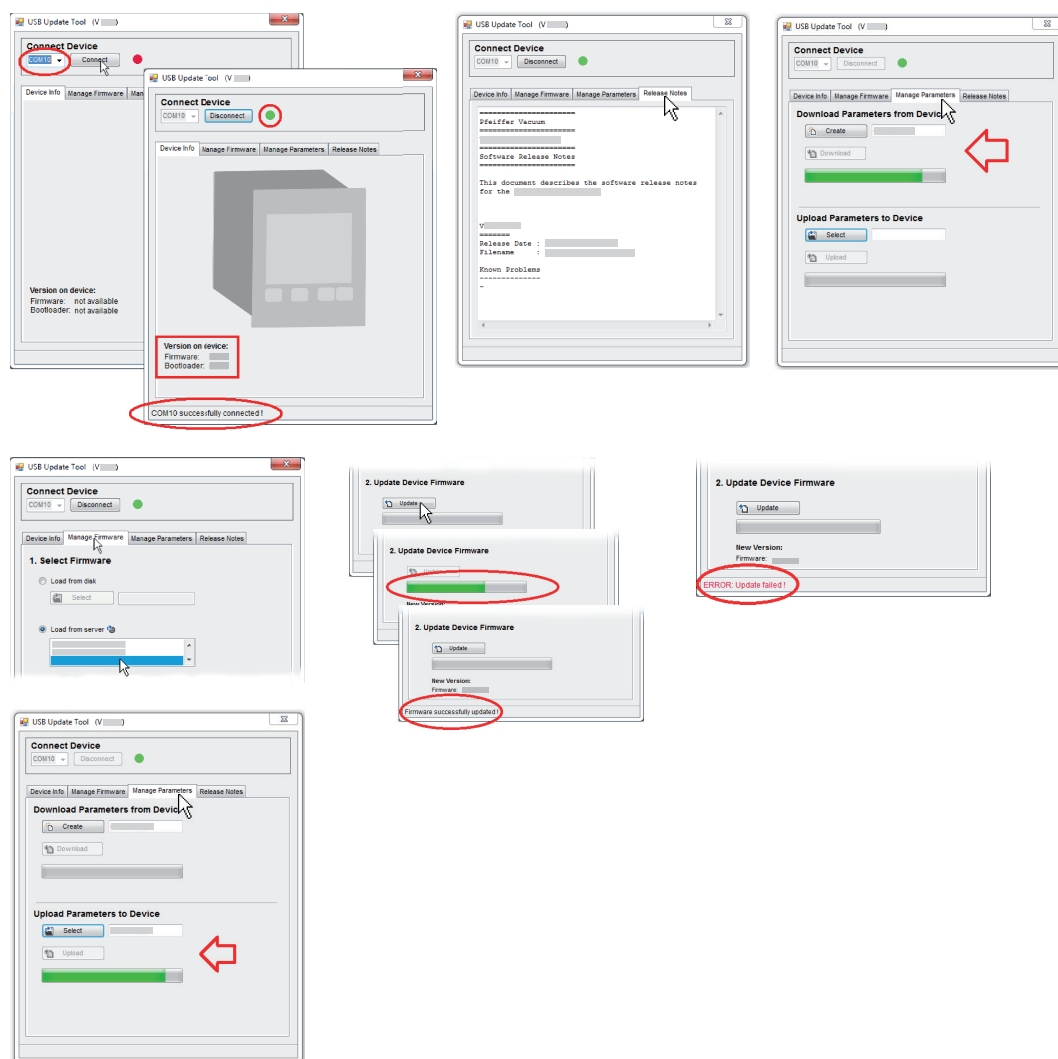 USB Update Tool (V )
Connect Device
COM10 Connect
Device Info Manage Firmware Man
Version on device:
Firmware: not available
Bootloader: not available
USB Update Tool (V )
Connect Device
COM10 Disconnect
Device Info Manage Firmware Manage Parameters Release Notes
Version on device:
Firmware:
Bootloader:
COM10 successfully connected !
USB Update Tool (V )
Connect Device
COM10 Disconnect
Device Info Manage Firmware Manage Parameters Release Notes
======================
Pfeiffer Vacuum
======================
======================
Software Release Notes
======================
This document describes the software release notes
for the
V
=======
Release Date :
Filename :
Known Problems
--------------
-
USB Update Tool (V )
Connect Device
COM10 Disconnect
Device Info Manage Firmware Manage Parameters Release Notes
Download Parameters from Device
Create
Download
Upload Parameters to Device
Select
Upload
USB Update Tool (V )
Connect Device
COM10 Disconnect
Device Info Manage Firmware Manage Parameters Release Notes
1. Select Firmware
Load from disk
Select
Load from server
2. Update Device Firmware
Update
2. Update Device Firmware
Update
New Version:
2. Update Device Firmware
Update
New Version:
Firmware:
Firmware successfully updated !
2. Update Device Firmware
Update
New Version:
Firmware:
ERROR: Update failed !
USB Update Tool (V )
Connect Device
COM10 Disconnect
Device Info Manage Firmware Manage Parameters Release Notes
Download Parameters from Device
Create
Download
Upload Parameters to Device
Select
Upload